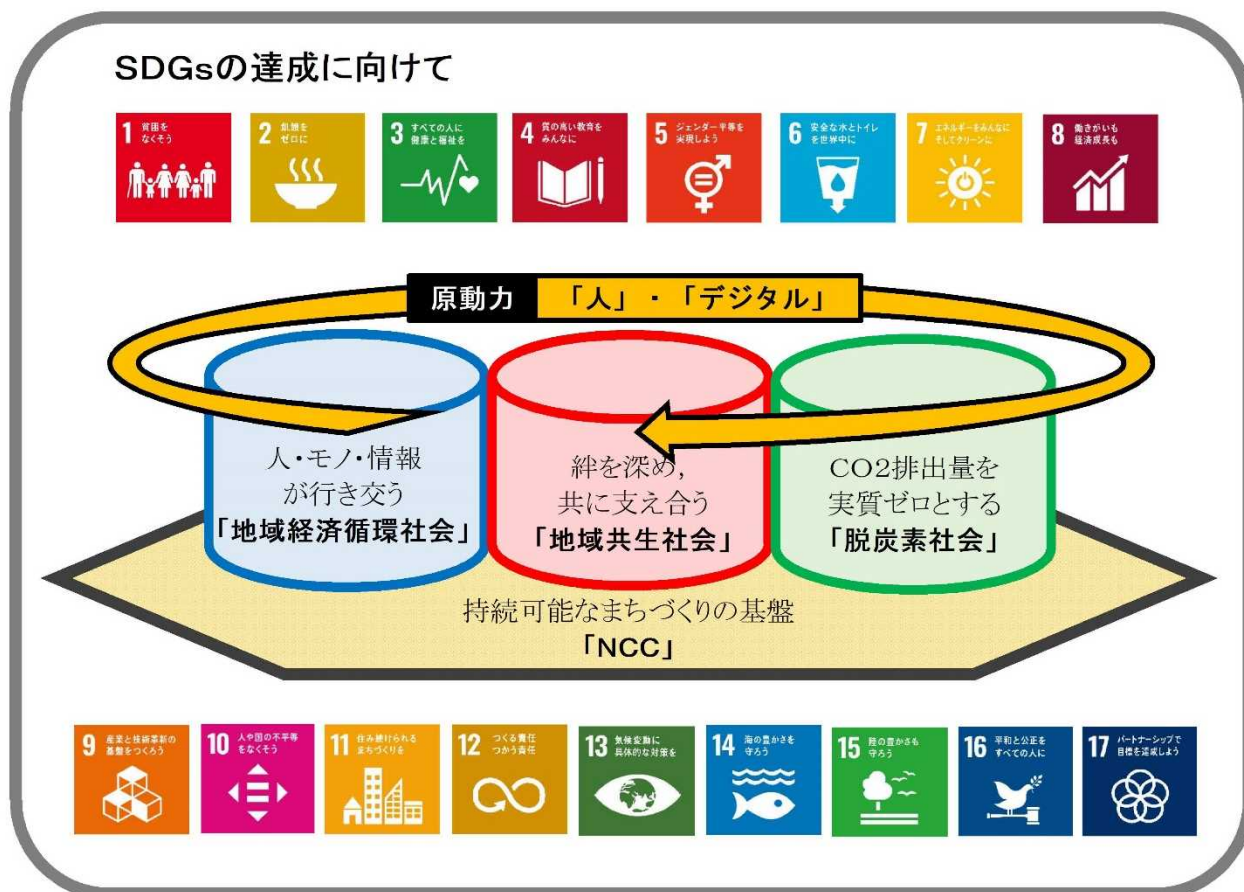 SDGsの達成に向けて
1 貧困を
なくそう
2 飢餓を
ゼロに
3 すべての人に
健康と福祉を
4 質の高い教育を
みんなに
5 ジェンダー平等を
実現しよう
6 安全な水とトイレ
を世界中に
7 エネルギーをみんなに
そしてクリーンに
8 働きがいも
経済成長も
原動力 「人」・「デジタル」
人・モノ・情報
が行き交う
「地域経済循環社会」
絆を深め,
共に支え合う
「地域共生社会」
CO2排出量を
実質ゼロとする
「脱炭素社会」
持続可能なまちづくりの基盤
「NCC」
9 産業と技術革新の
基盤をつくろう
10 人や国の不平等
をなくそう
11 住み続けられる
まちづくりを
12 つくる責任
つかう責任
13 気候変動に
具体的な対策を
14 海の豊かさを
守ろう
15 陸の豊かさも
守ろう
16 平和と公正を
すべての人に
17 パートナーシップで
目標を達成しよう